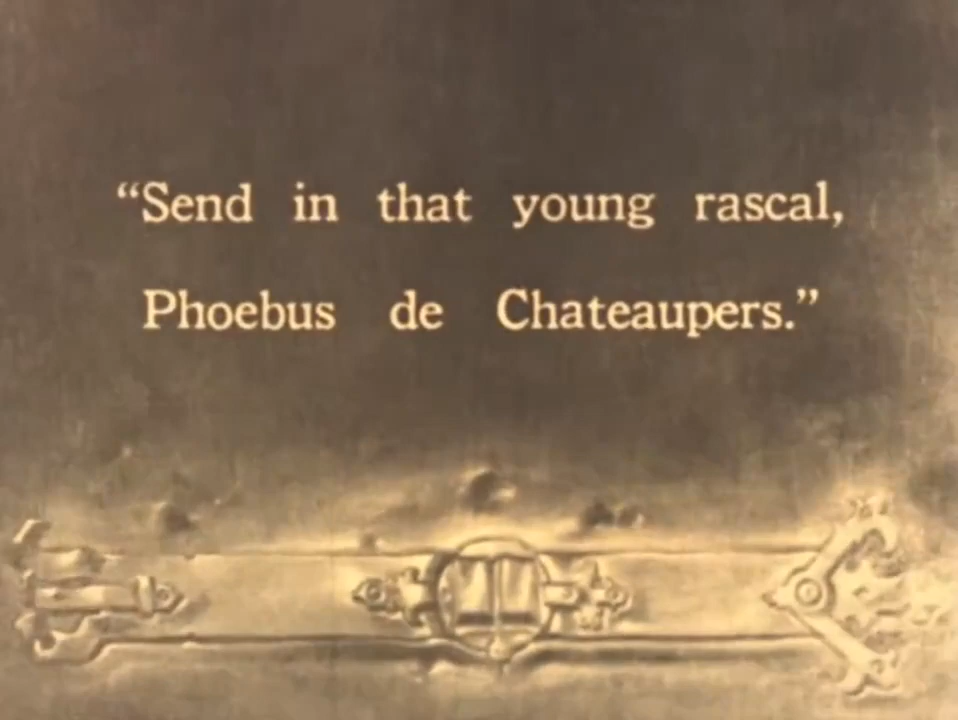 “Send in that young rascal,
Phoebus de Chateaupers.”